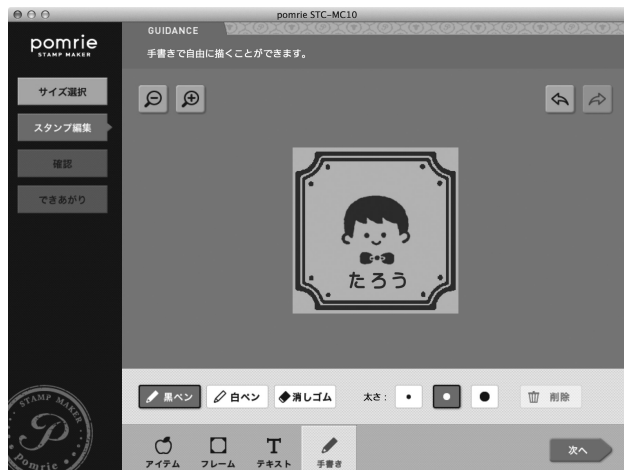 pomrie STC-MC10
pomrie
STAMP MAKER
GUIDANCE
手書きで自由に描くことができます。
サイズ選択
スタンプ編集
確認
できあがり
たろう
黒ペン
白ペン
消しゴム
太さ：
削除
STAMP MAKER
P
Pomrie
アイテム
フレーム
T
テキスト
手書き
次へ